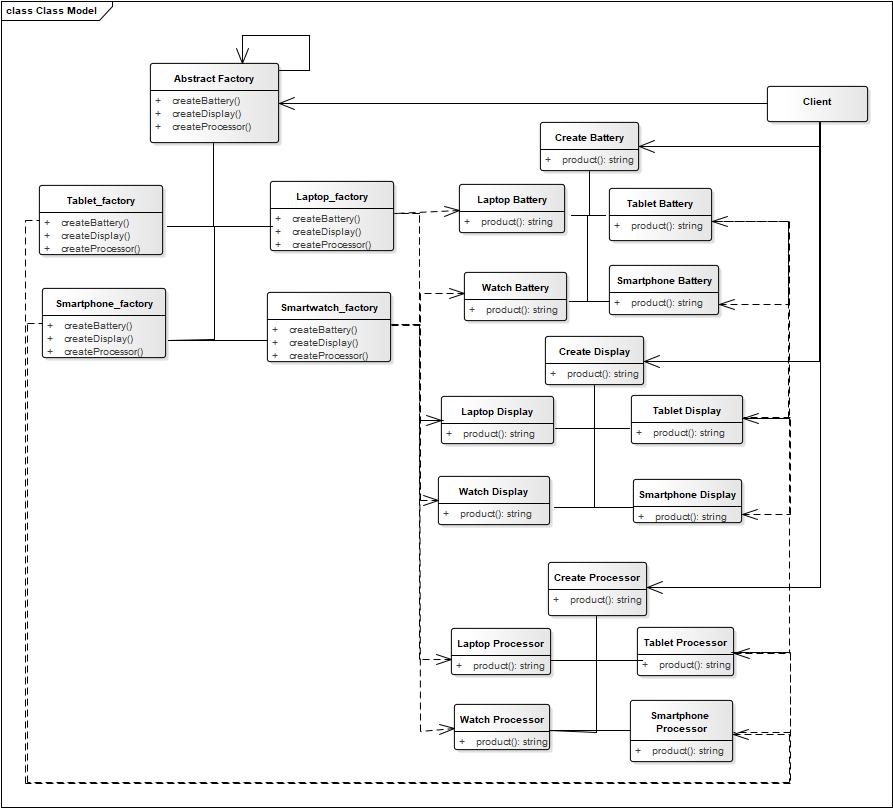 class Class Model
Abstract Factory
+ createBattery()
+ createDisplay()
+ createProcessor()
Client
Create Battery
+ product(): string
Tablet_factory
+ createBattery()
+ createDisplay()
+ createProcessor()
Laptop_factory
+ createBattery()
+ createDisplay()
+ createProcessor()
Laptop Battery
+ product(): string
Tablet Battery
+ product(): string
Smartphone_factory
+ createBattery()
+ createDisplay()
+ createProcessor()
Smartwatch_factory
+ createBattery()
+ createDisplay()
+ createProcessor()
Watch Battery
+ product(): string
Smartphone Battery
+ product(): string
Create Display
+ product(): string
Laptop Display
+ product(): string
Tablet Display
+ product(): string
Watch Display
+ product(): string
Smartphone Display
+ product(): string
Create Processor
+ product(): string
Laptop Processor
+ product(): string
Tablet Processor
+ product(): string
Watch Processor
+ product(): string
Smartphone
Processor
+ product(): string